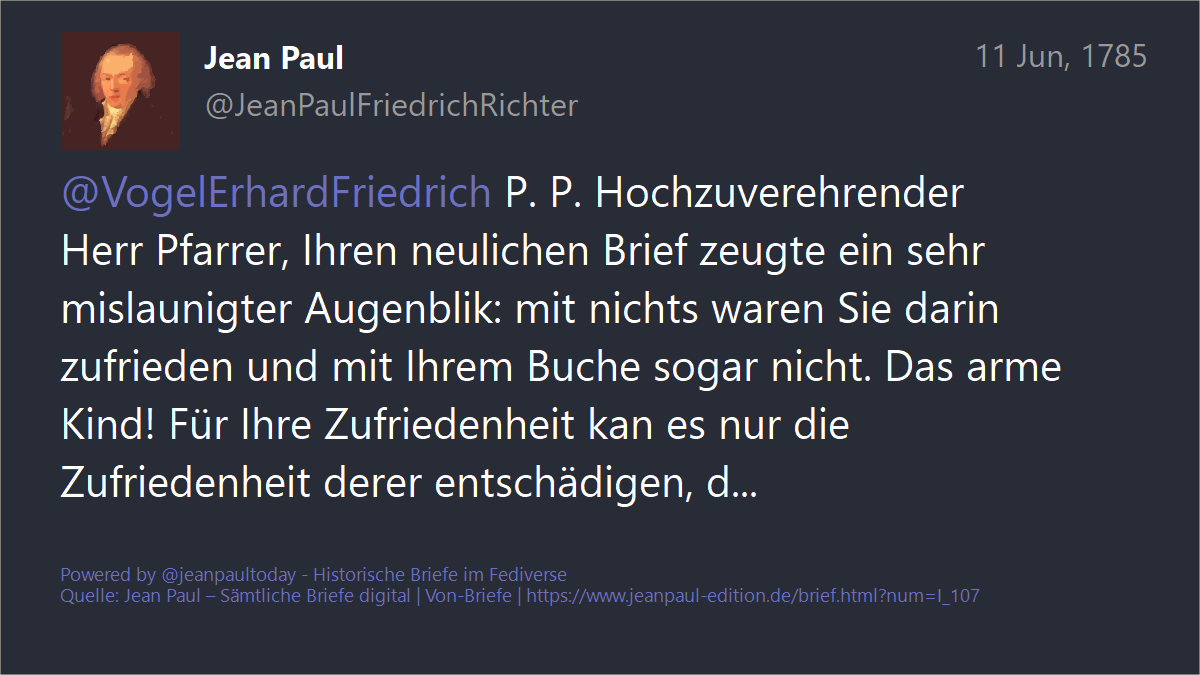 Jean Paul
11 Jun, 1785
@JeanPaulFriedrichRichter
@VogelErhardFriedrich P. P. Hochzuverehrender
Herr Pfarrer, Ihren neulichen Brief zeugte ein sehr
mislaunigter Augenblik: mit nichts waren Sie darin
zufrieden und mit Ihrem Buche sogar nicht. Das arme
Kind! Für Ihre Zufriedenheit kan es nur die
Zufriedenheit derer entschädigen, d...
Powered by @jeanpaultoday - Historische Briefe im Fediverse
Quelle: Jean Paul – Sämtliche Briefe digital | Von-Briefe | https://www.jeanpaul-edition.de/brief.html?num=I_107